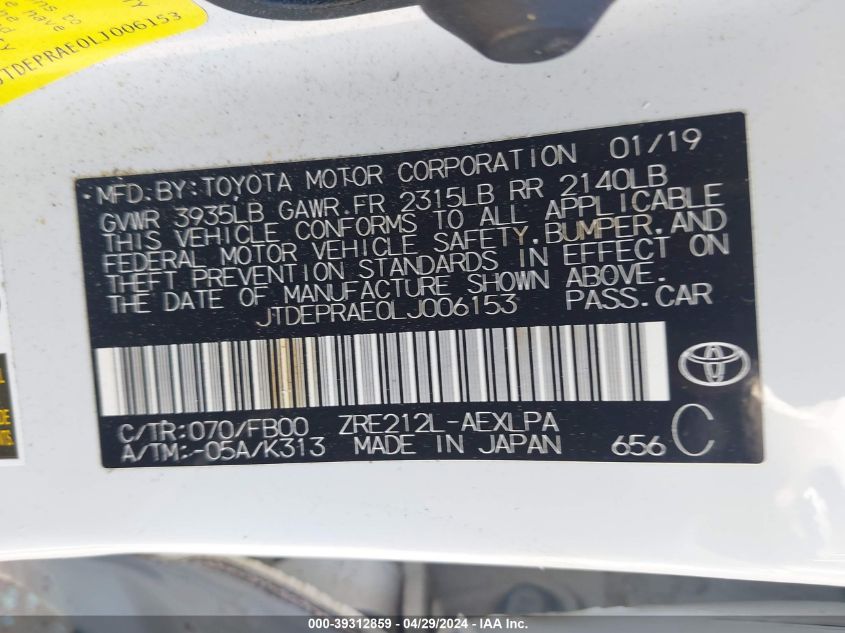 JTDEPRAE0LJ006153
MFD.BY:TOYOTA MOTOR CORPORATION 01/19
GVWR 3935LB GAWR.FR 2315LB RR 2140LB
THIS VEHICLE CONFORMS TO ALL APPLICABLE
FEDERAL MOTOR VEHICLE SAFETY,BUMPER,AND
THEFT PREVENTION STANDARDS IN EFFECT ON
THE DATE OF MANUFACTURE SHOWN ABOVE.
JTDEPRAE0LJ006153 PASS.CAR
C/TR:070/FB00 ZRE212L-AEXLPA
A/TM:-05A/K313 MADE IN JAPAN 656 C
000-39312859 - 04/29/2024 - IAAI.com